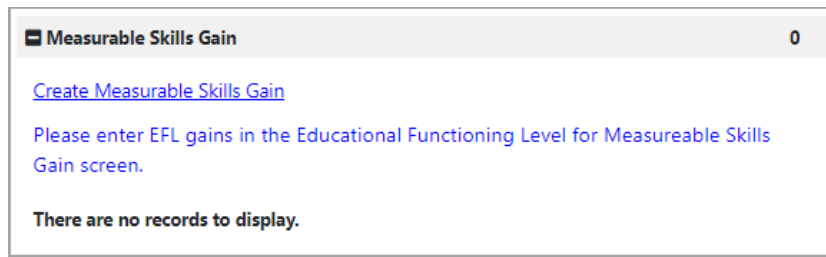 Measurable Skills Gain 0
Create Measurable Skills Gain
Please enter EFL gains in the Educational Functioning Level for Measureable Skills
Gain screen.
There are no records to display.